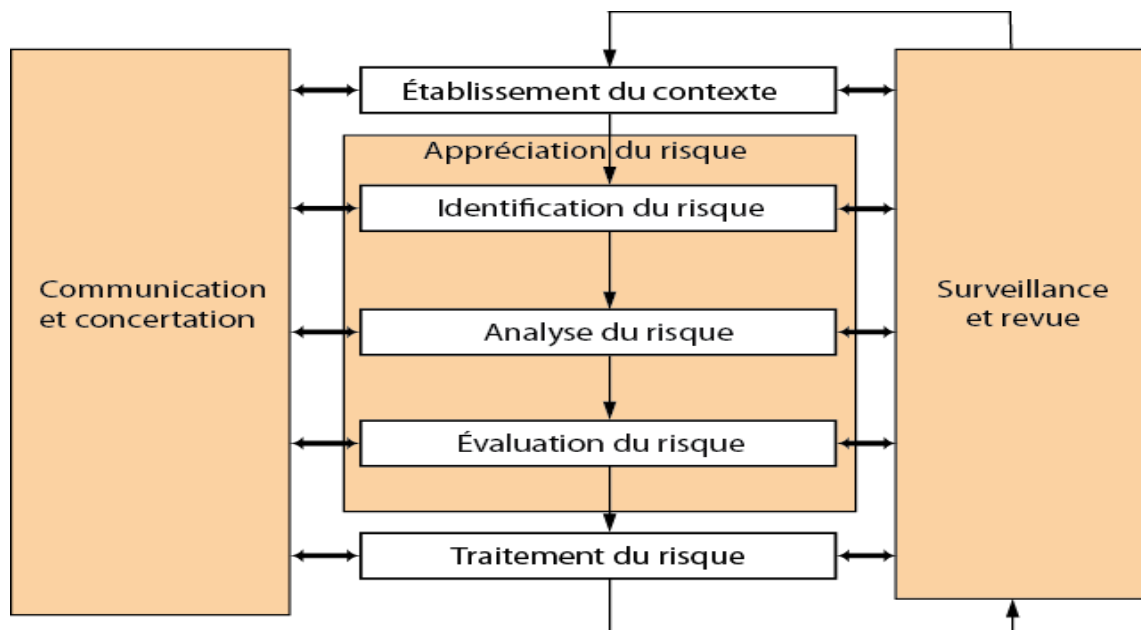 Établissement du contexte
Appréciation du risque
Identification du risque
Communication
et concertation
Surveillance
et revue
Analyse du risque
Évaluation du risque
Traitement du risque